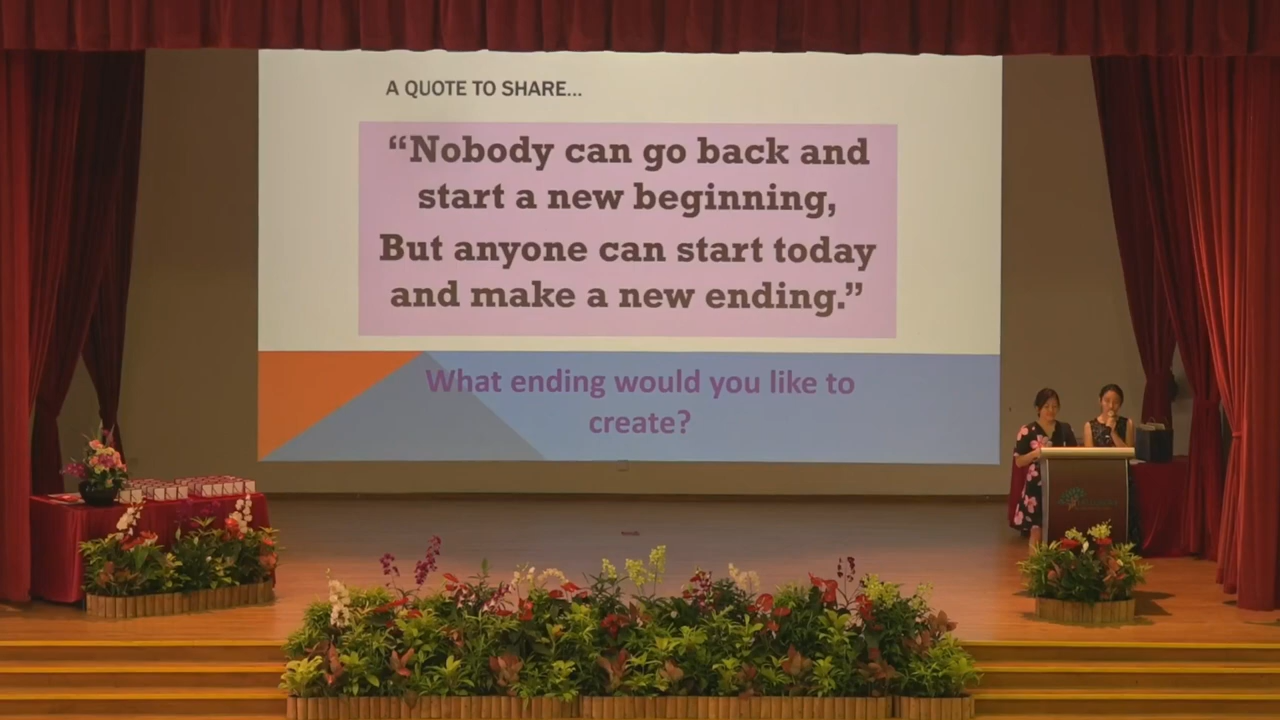 A QUOTE TO SHARE...
“Nobody can go back and
start a new beginning,
But anyone can start today
and make a new ending.”
What ending would you like to
create?